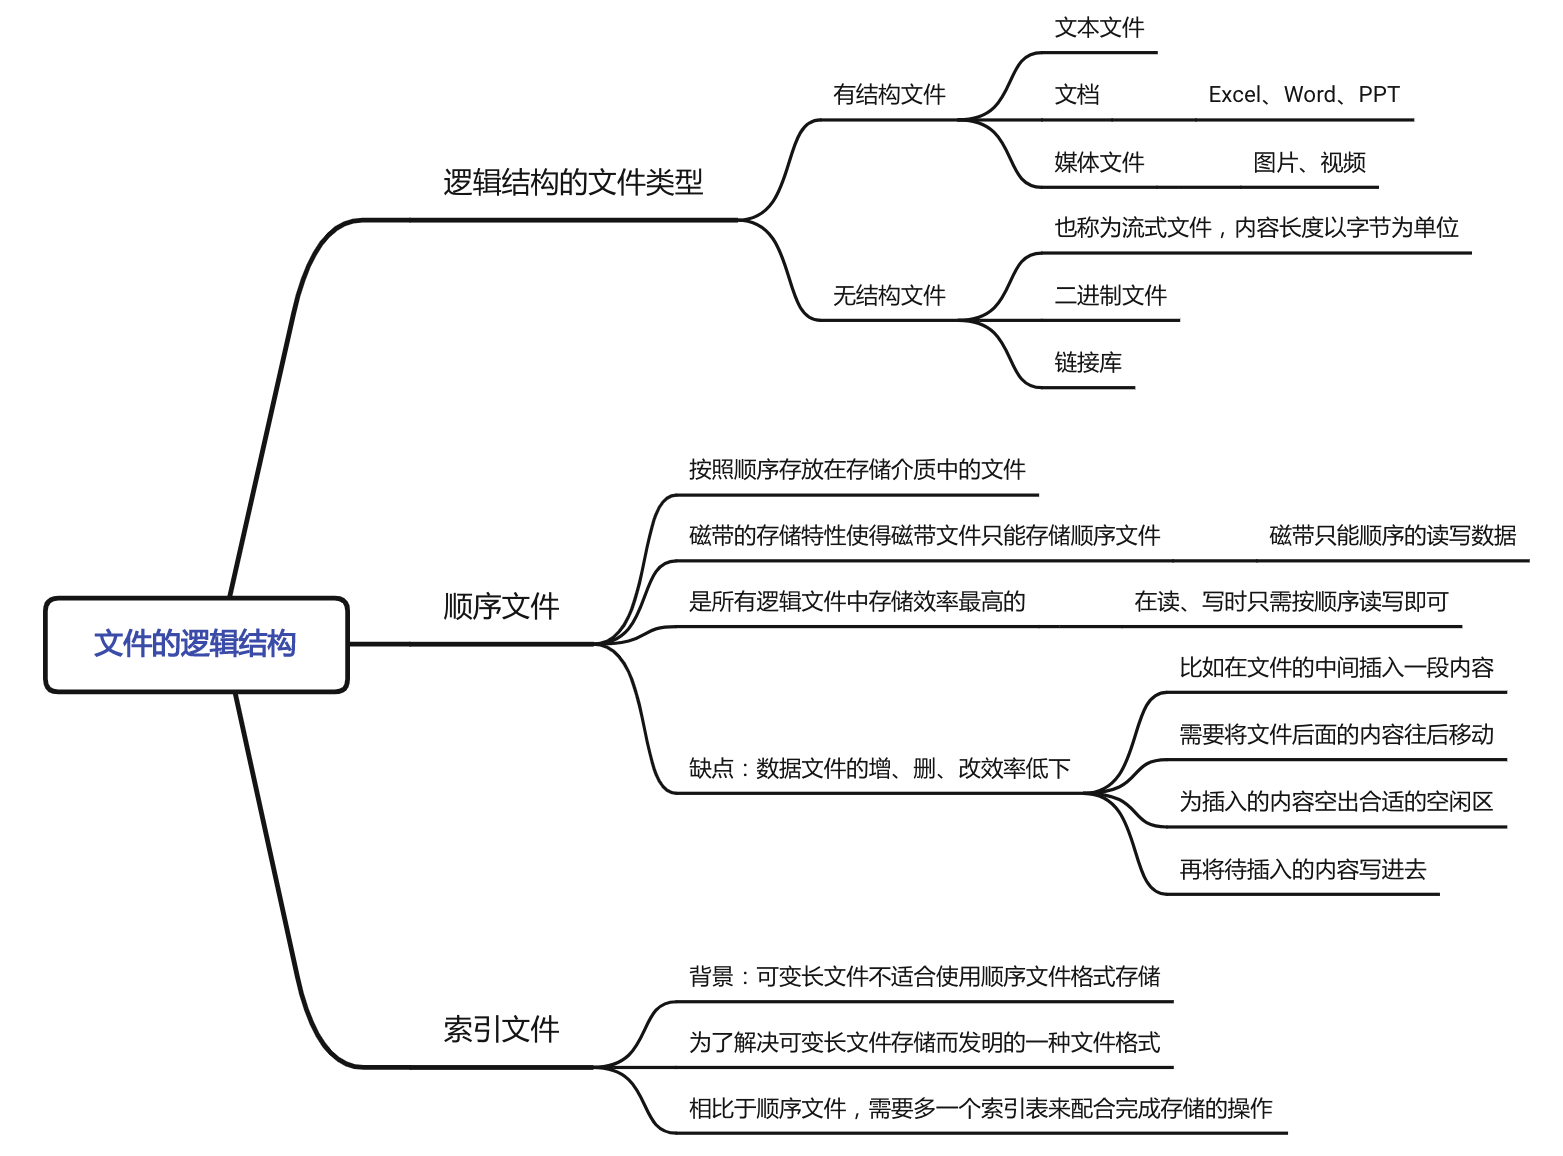 文件的逻辑结构
逻辑结构的文件类型
有结构文件
文本文件
文档
Excel、Word、PPT
媒体文件
图片、视频
无结构文件
也称为流式文件，内容长度以字节为单位
二进制文件
链接库
顺序文件
按照顺序存放在存储介质中的文件
磁带的存储特性使得磁带文件只能存储顺序文件
磁带只能顺序的读写数据
是所有逻辑文件中存储效率最高的
在读、写时只需按顺序读写即可
缺点：数据文件的增、删、改效率低下
比如在文件的中间插入一段内容
需要将文件后面的内容往后移动
为插入的内容空出合适的空闲区
再将待插入的内容写进去
索引文件
背景：可变长文件不适合使用顺序文件格式存储
为了解决可变长文件存储而发明的一种文件格式
相比于顺序文件，需要多一个索引表来配合完成存储的操作